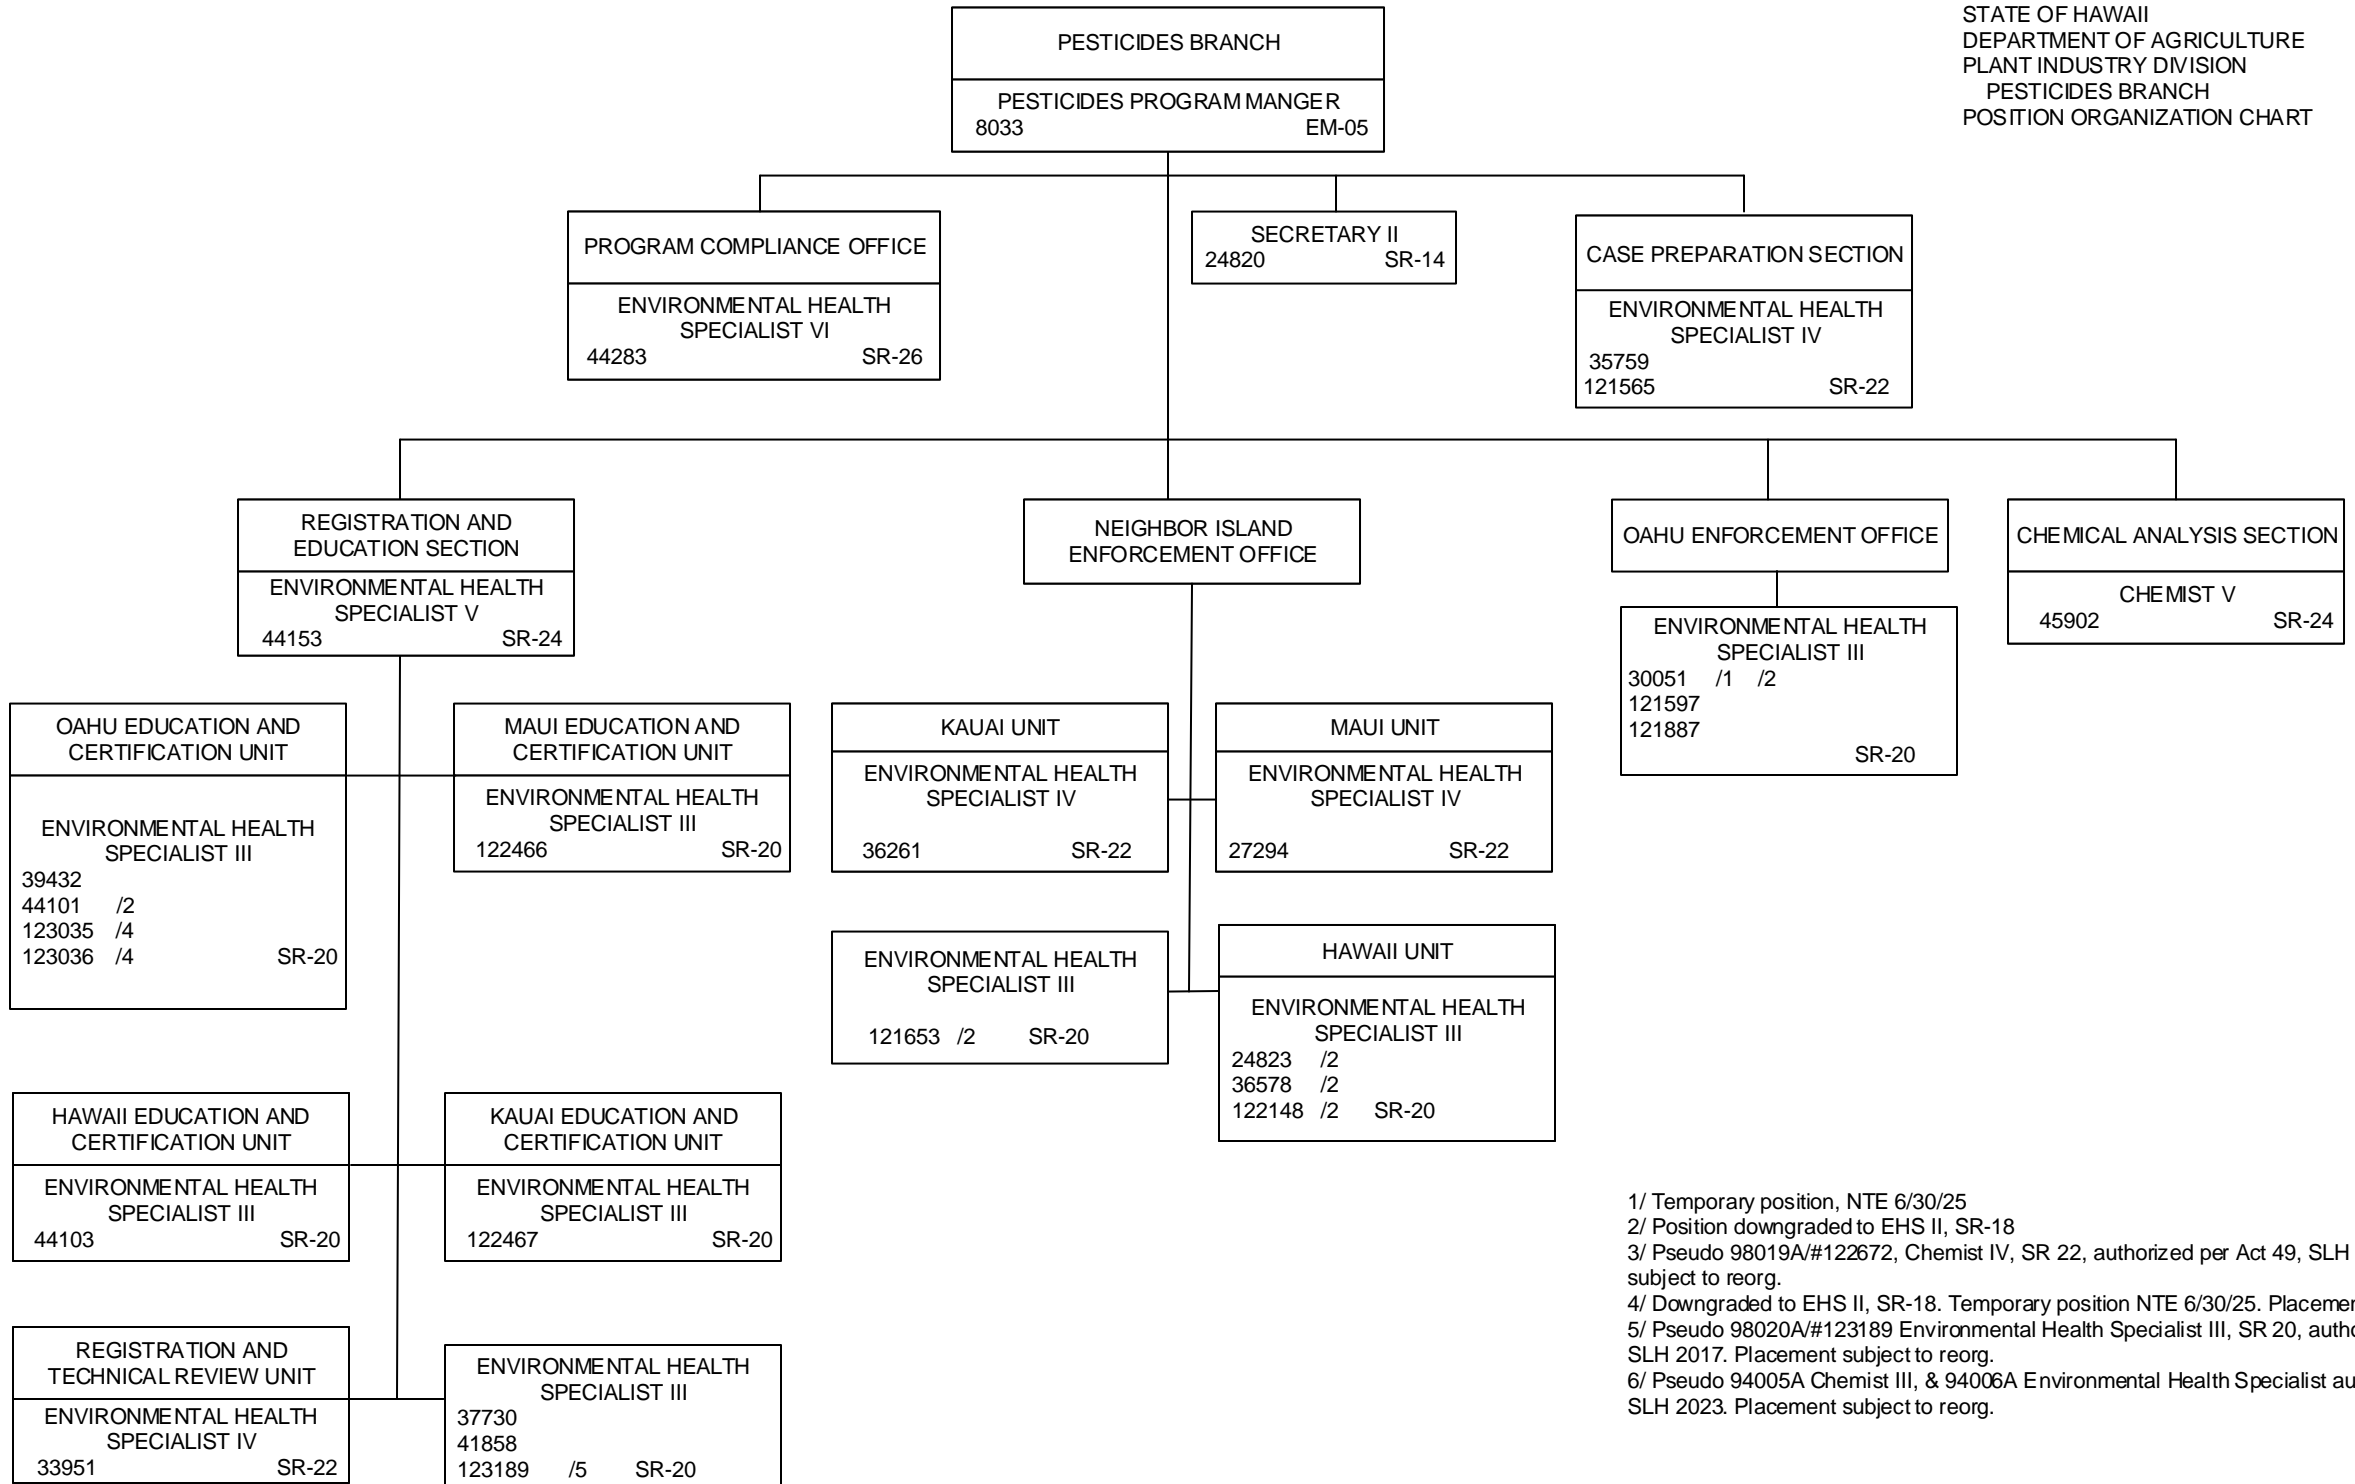 STATE OF HAWAII
DEPARTMENT OF AGRICULTURE
PLANT INDUSTRY DIVISION
PESTICIDES BRANCH
POSITION ORGANIZATION CHART
PESTICIDES BRANCH
PESTICIDES PROGRAM MANGER
8033 EM-05
PROGRAM COMPLIANCE OFFICE
ENVIRONMENTAL HEALTH
SPECIALIST VI
44283 SR-26
SECRETARY II
24820 SR-14
CASE PREPARATION SECTION
ENVIRONMENTAL HEALTH
SPECIALIST IV
35759
121565 SR-22
REGISTRATION AND
EDUCATION SECTION
ENVIRONMENTAL HEALTH
SPECIALIST V
44153 SR-24
NEIGHBOR ISLAND
ENFORCEMENT OFFICE
OAHU ENFORCEMENT OFFICE
ENVIRONMENTAL HEALTH
SPECIALIST III
30051 /1 /2
121597
121887
SR-20
CHEMICAL ANALYSIS SECTION
CHEMIST V
45902 SR-24
OAHU EDUCATION AND
CERTIFICATION UNIT
ENVIRONMENTAL HEALTH
SPECIALIST III
39432
44101 /2
123035 /4
123036 /4 SR-20
MAUI EDUCATION AND
CERTIFICATION UNIT
ENVIRONMENTAL HEALTH
SPECIALIST III
122466 SR-20
KAUAI UNIT
ENVIRONMENTAL HEALTH
SPECIALIST IV
36261 SR-22
MAUI UNIT
ENVIRONMENTAL HEALTH
SPECIALIST IV
27294 SR-22
ENVIRONMENTAL HEALTH
SPECIALIST III
121653 /2 SR-20
HAWAII UNIT
ENVIRONMENTAL HEALTH
SPECIALIST III
24823 /2
36578 /2
122148 /2 SR-20
HAWAII EDUCATION AND
CERTIFICATION UNIT
ENVIRONMENTAL HEALTH
SPECIALIST III
44103 SR-20
KAUAI EDUCATION AND
CERTIFICATION UNIT
ENVIRONMENTAL HEALTH
SPECIALIST III
122467 SR-20
REGISTRATION AND
TECHNICAL REVIEW UNIT
ENVIRONMENTAL HEALTH
SPECIALIST IV
33951 SR-22
ENVIRONMENTAL HEALTH
SPECIALIST III
37730
41858
123189 /5 SR-20
1/ Temporary position, NTE 6/30/25
2/ Position downgraded to EHS II, SR-18
3/ Pseudo 98019A/#122672, Chemist IV, SR 22, authorized per Act 49, SLH
subject to reorg.
4/ Downgraded to EHS II, SR-18. Temporary position NTE 6/30/25.
5/ Pseudo 98020A/#123189 Environmental Health Specialist III, SR 20,
SLH 2017. Placement subject to reorg.
6/ Pseudo 94005A Chemist III, & 94006A Environmental Health Specialist
SLH 2023. Placement subject to reorg.